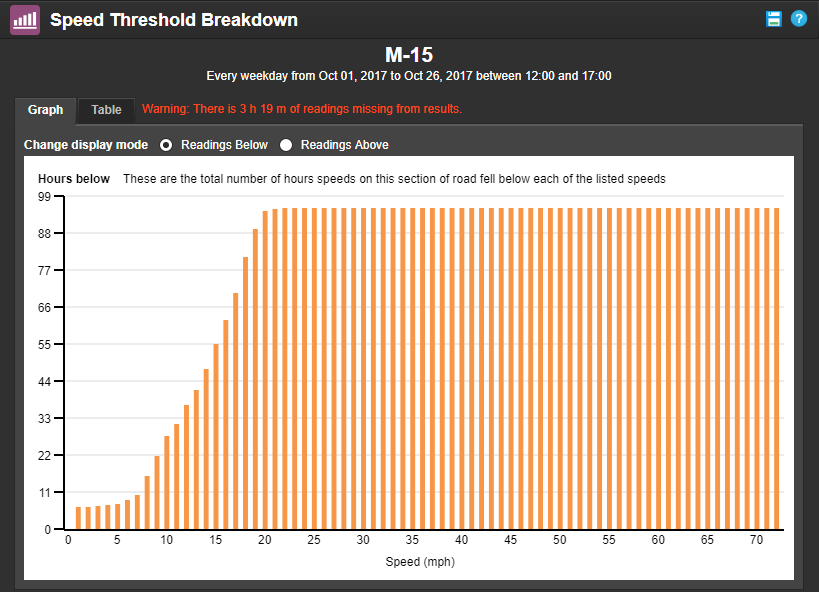 Speed Threshold Breakdown
M-15
Every weekday from Oct 01, 2017 to Oct 26, 2017 between 12:00 and 17:00
Graph Table Warning: There is 3 h 19 m of readings missing from results.
Change display mode Readings Below Readings Above
Hours below These are the total number of hours speeds on this section of road fell below each of the listed speeds
99
88
77
66
55
44
33
22
11
0
0 5 10 15 20 25 30 35 40 45 50 55 60 65 70
Speed (mph)